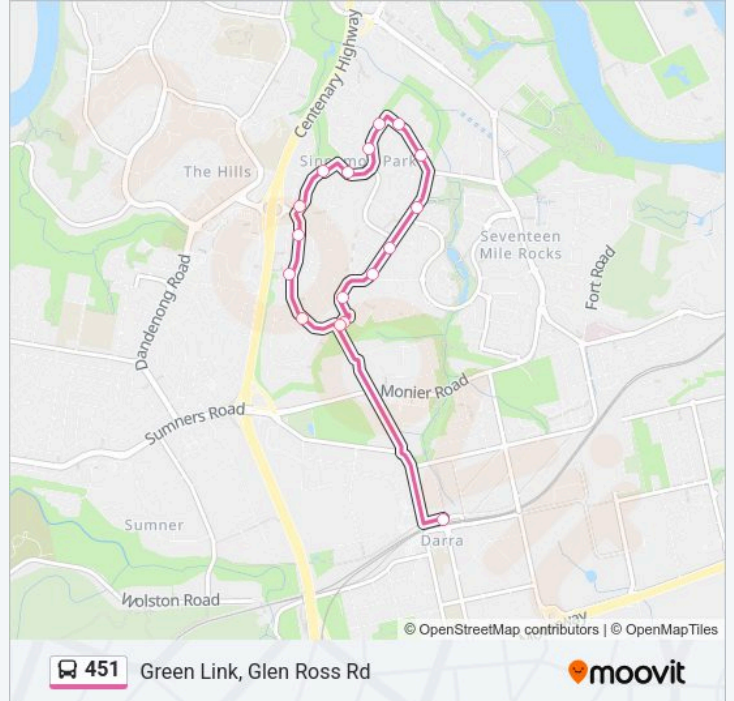 Centenary Highway
The Hills
Park
Seventeen
Mile Rocks
Fort Road
Dandenong Road
Monier Road
Sumners Road
Sumner
Darra
Wolston Road
© OpenStreetMap contributors | © OpenMapTiles
451 Green Link, Glen Ross Rd
moovit